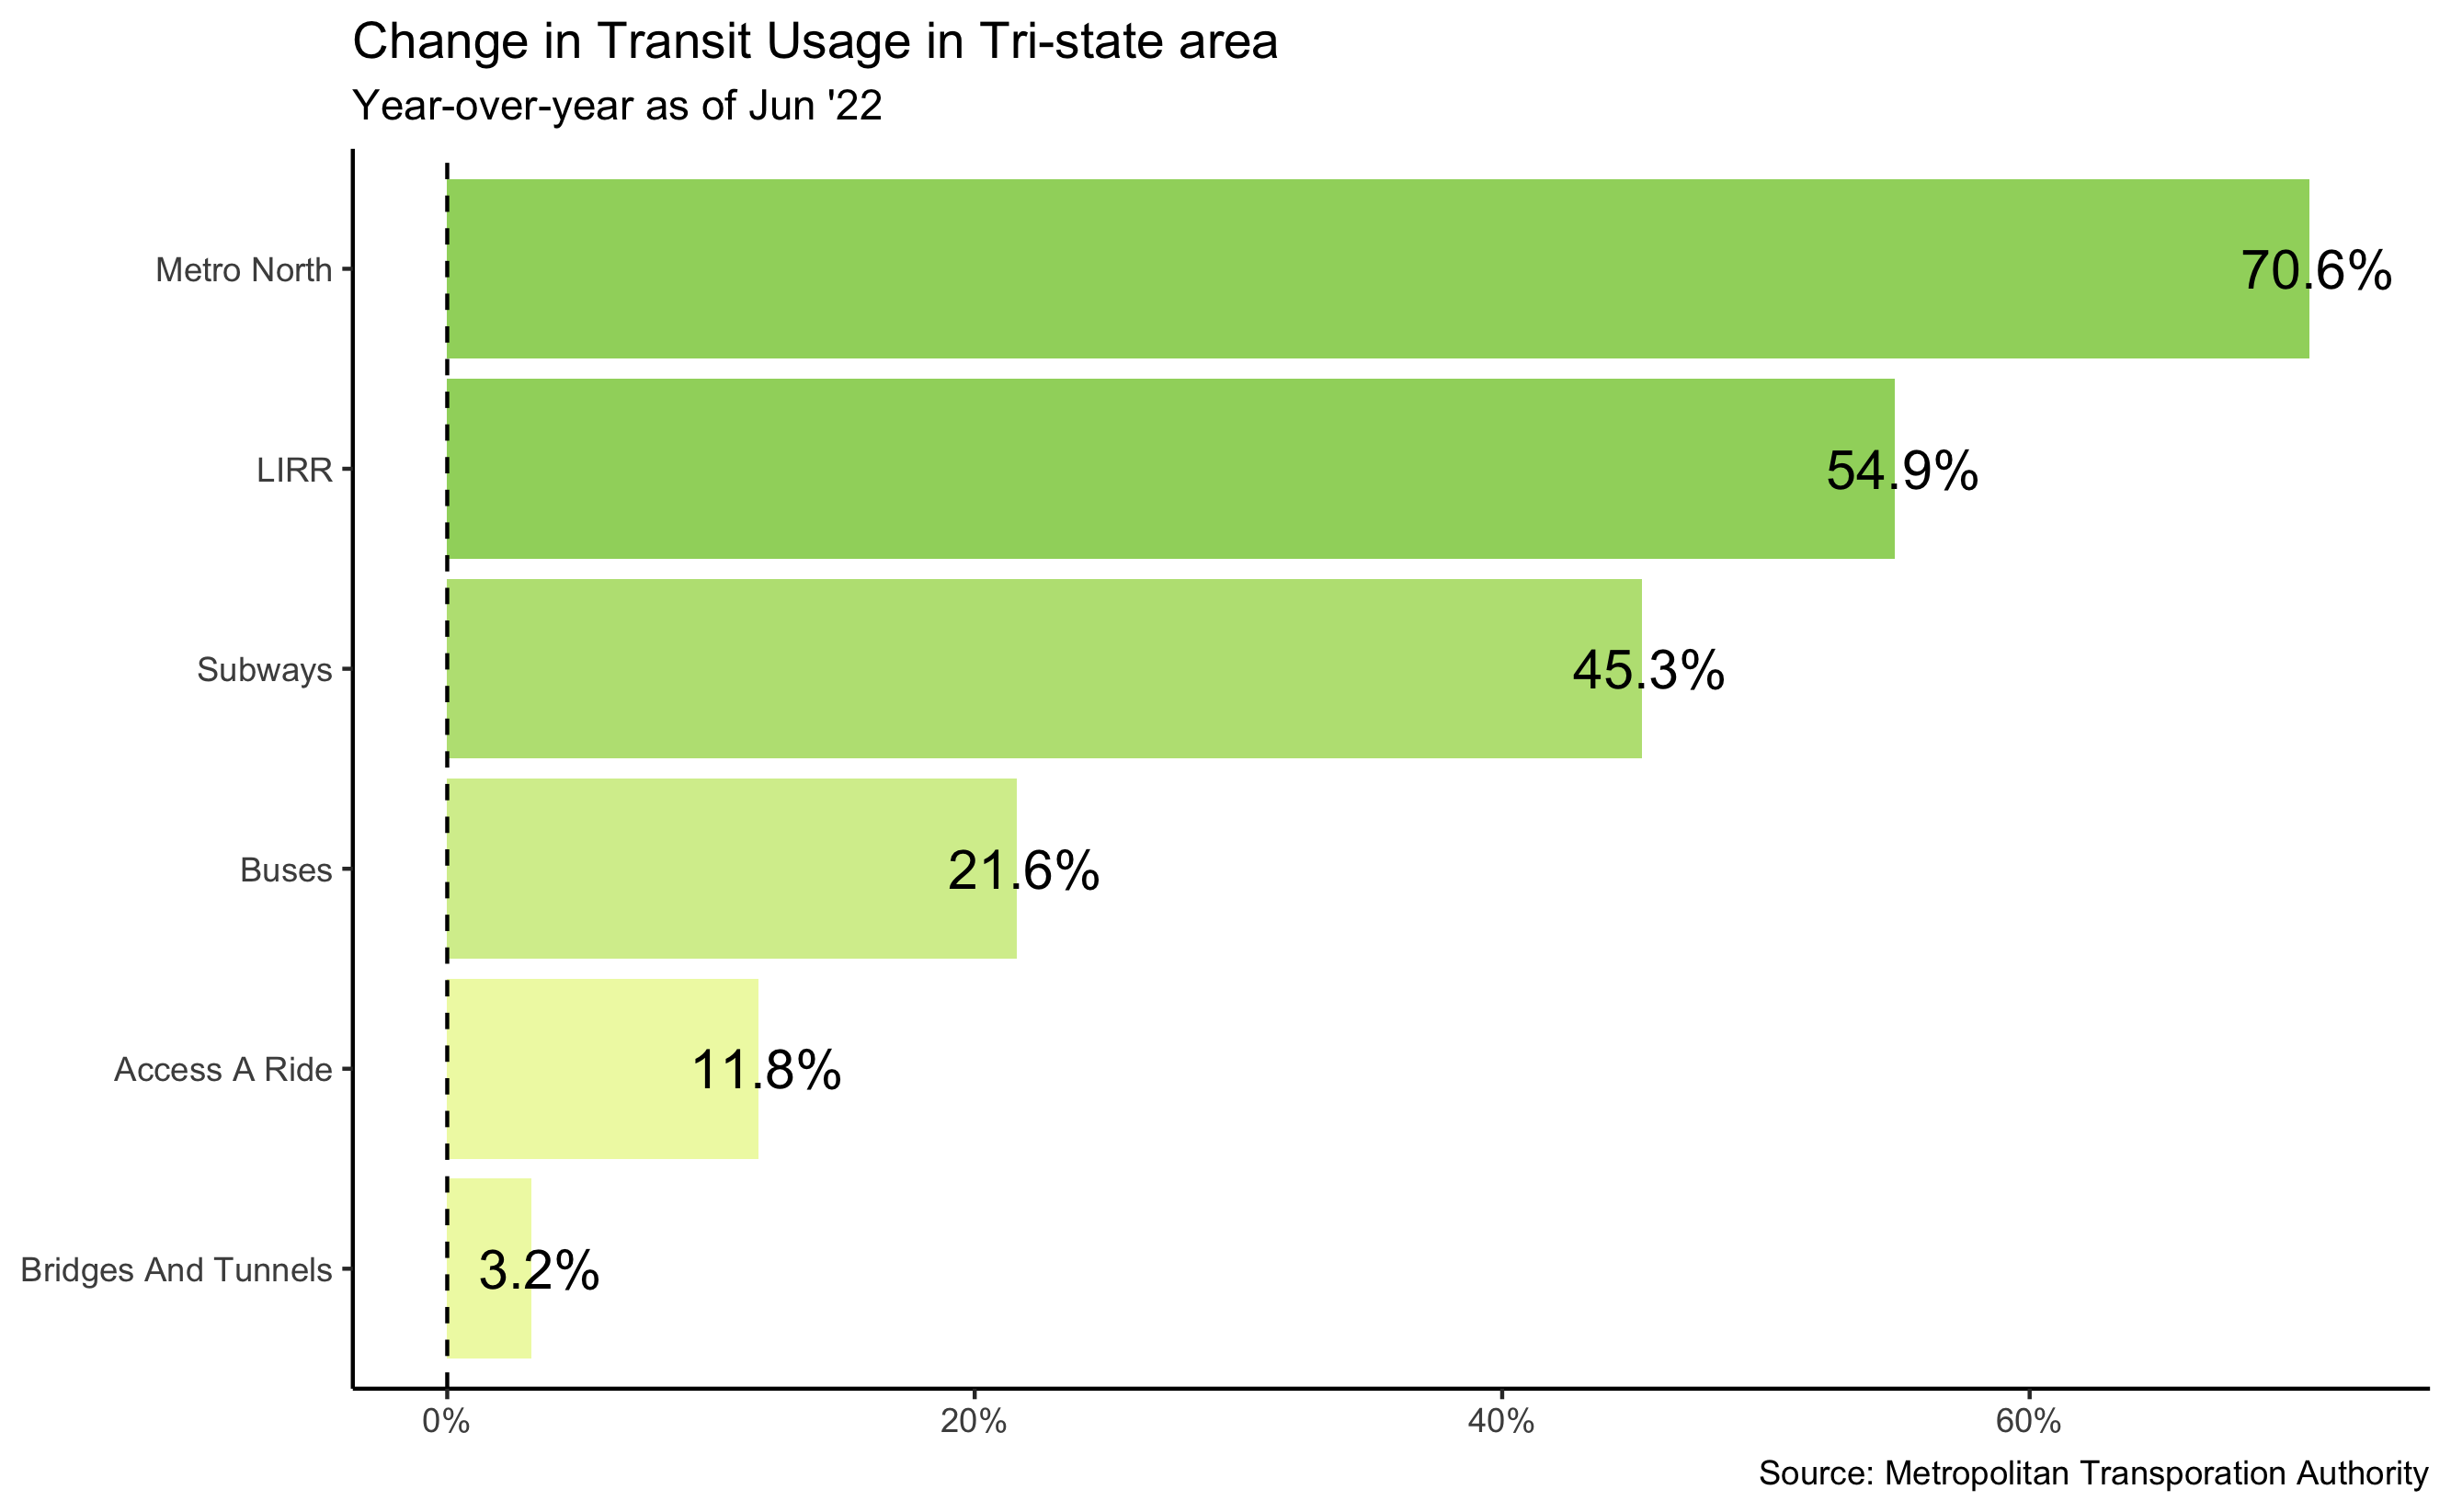 Change in Transit Usage in Tri-state area
Year-over-year as of Jun '22
Metro North
70.6%
LIRR
54.9%
Subways
45.3%
Buses
21.6%
Access A Ride
11.8%
Bridges And Tunnels
3.2%
0%
20%
40%
60%
Source: Metropolitan Transporation Authority